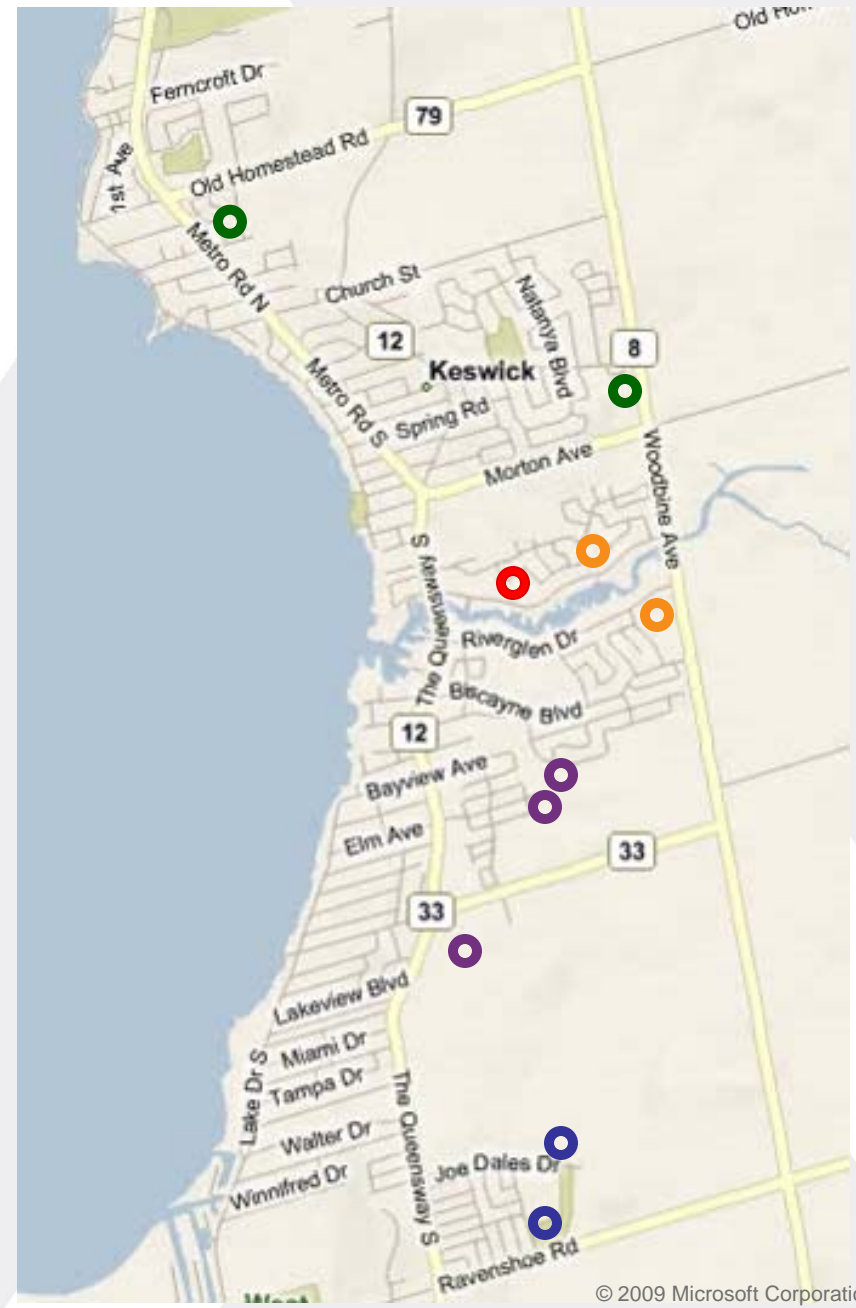 Old
Ferncroft Dr
79
1st Ave
Old Homestead Rd
Metro Rd N
Church St
Natanya Blvd
12
8
Keswick
Metro Rd S
Spring Rd
Morton Ave
Woodbine Ave
The Queensway S
Riverglen Dr
Biscayne Blvd
12
Bayview Ave
Elm Ave
33
33
Lakeview Blvd
Miami Dr
Lake Dr S
Tampa Dr
The Queensway S
Walter Dr
Joe Dales Dr
Winnifred Dr
Ravenshoe Rd
© 2009 Microsoft Corporatio